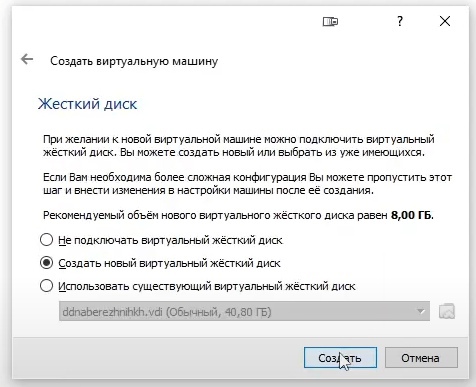 ?
Создать виртуальную машину
Жесткий диск
При желании к новой виртуальной машине можно подключить виртуальный
жёсткий диск. Вы можете создать новый или выбрать из уже имеющихся.
Если Вам необходима более сложная конфигурация Вы можете пропустить этот
шаг и внести изменения в настройки машины после её создания.
Рекомендуемый объём нового виртуального жёсткого диска равен 8,00 ГБ.
Не подключать виртуальный жёсткий диск
Создать новый виртуальный жёсткий диск
Использовать существующий виртуальный жёсткий диск
ddnaberezhnihkh.vdi (Обычный, 40,80 ГБ)
Создать
Отмена